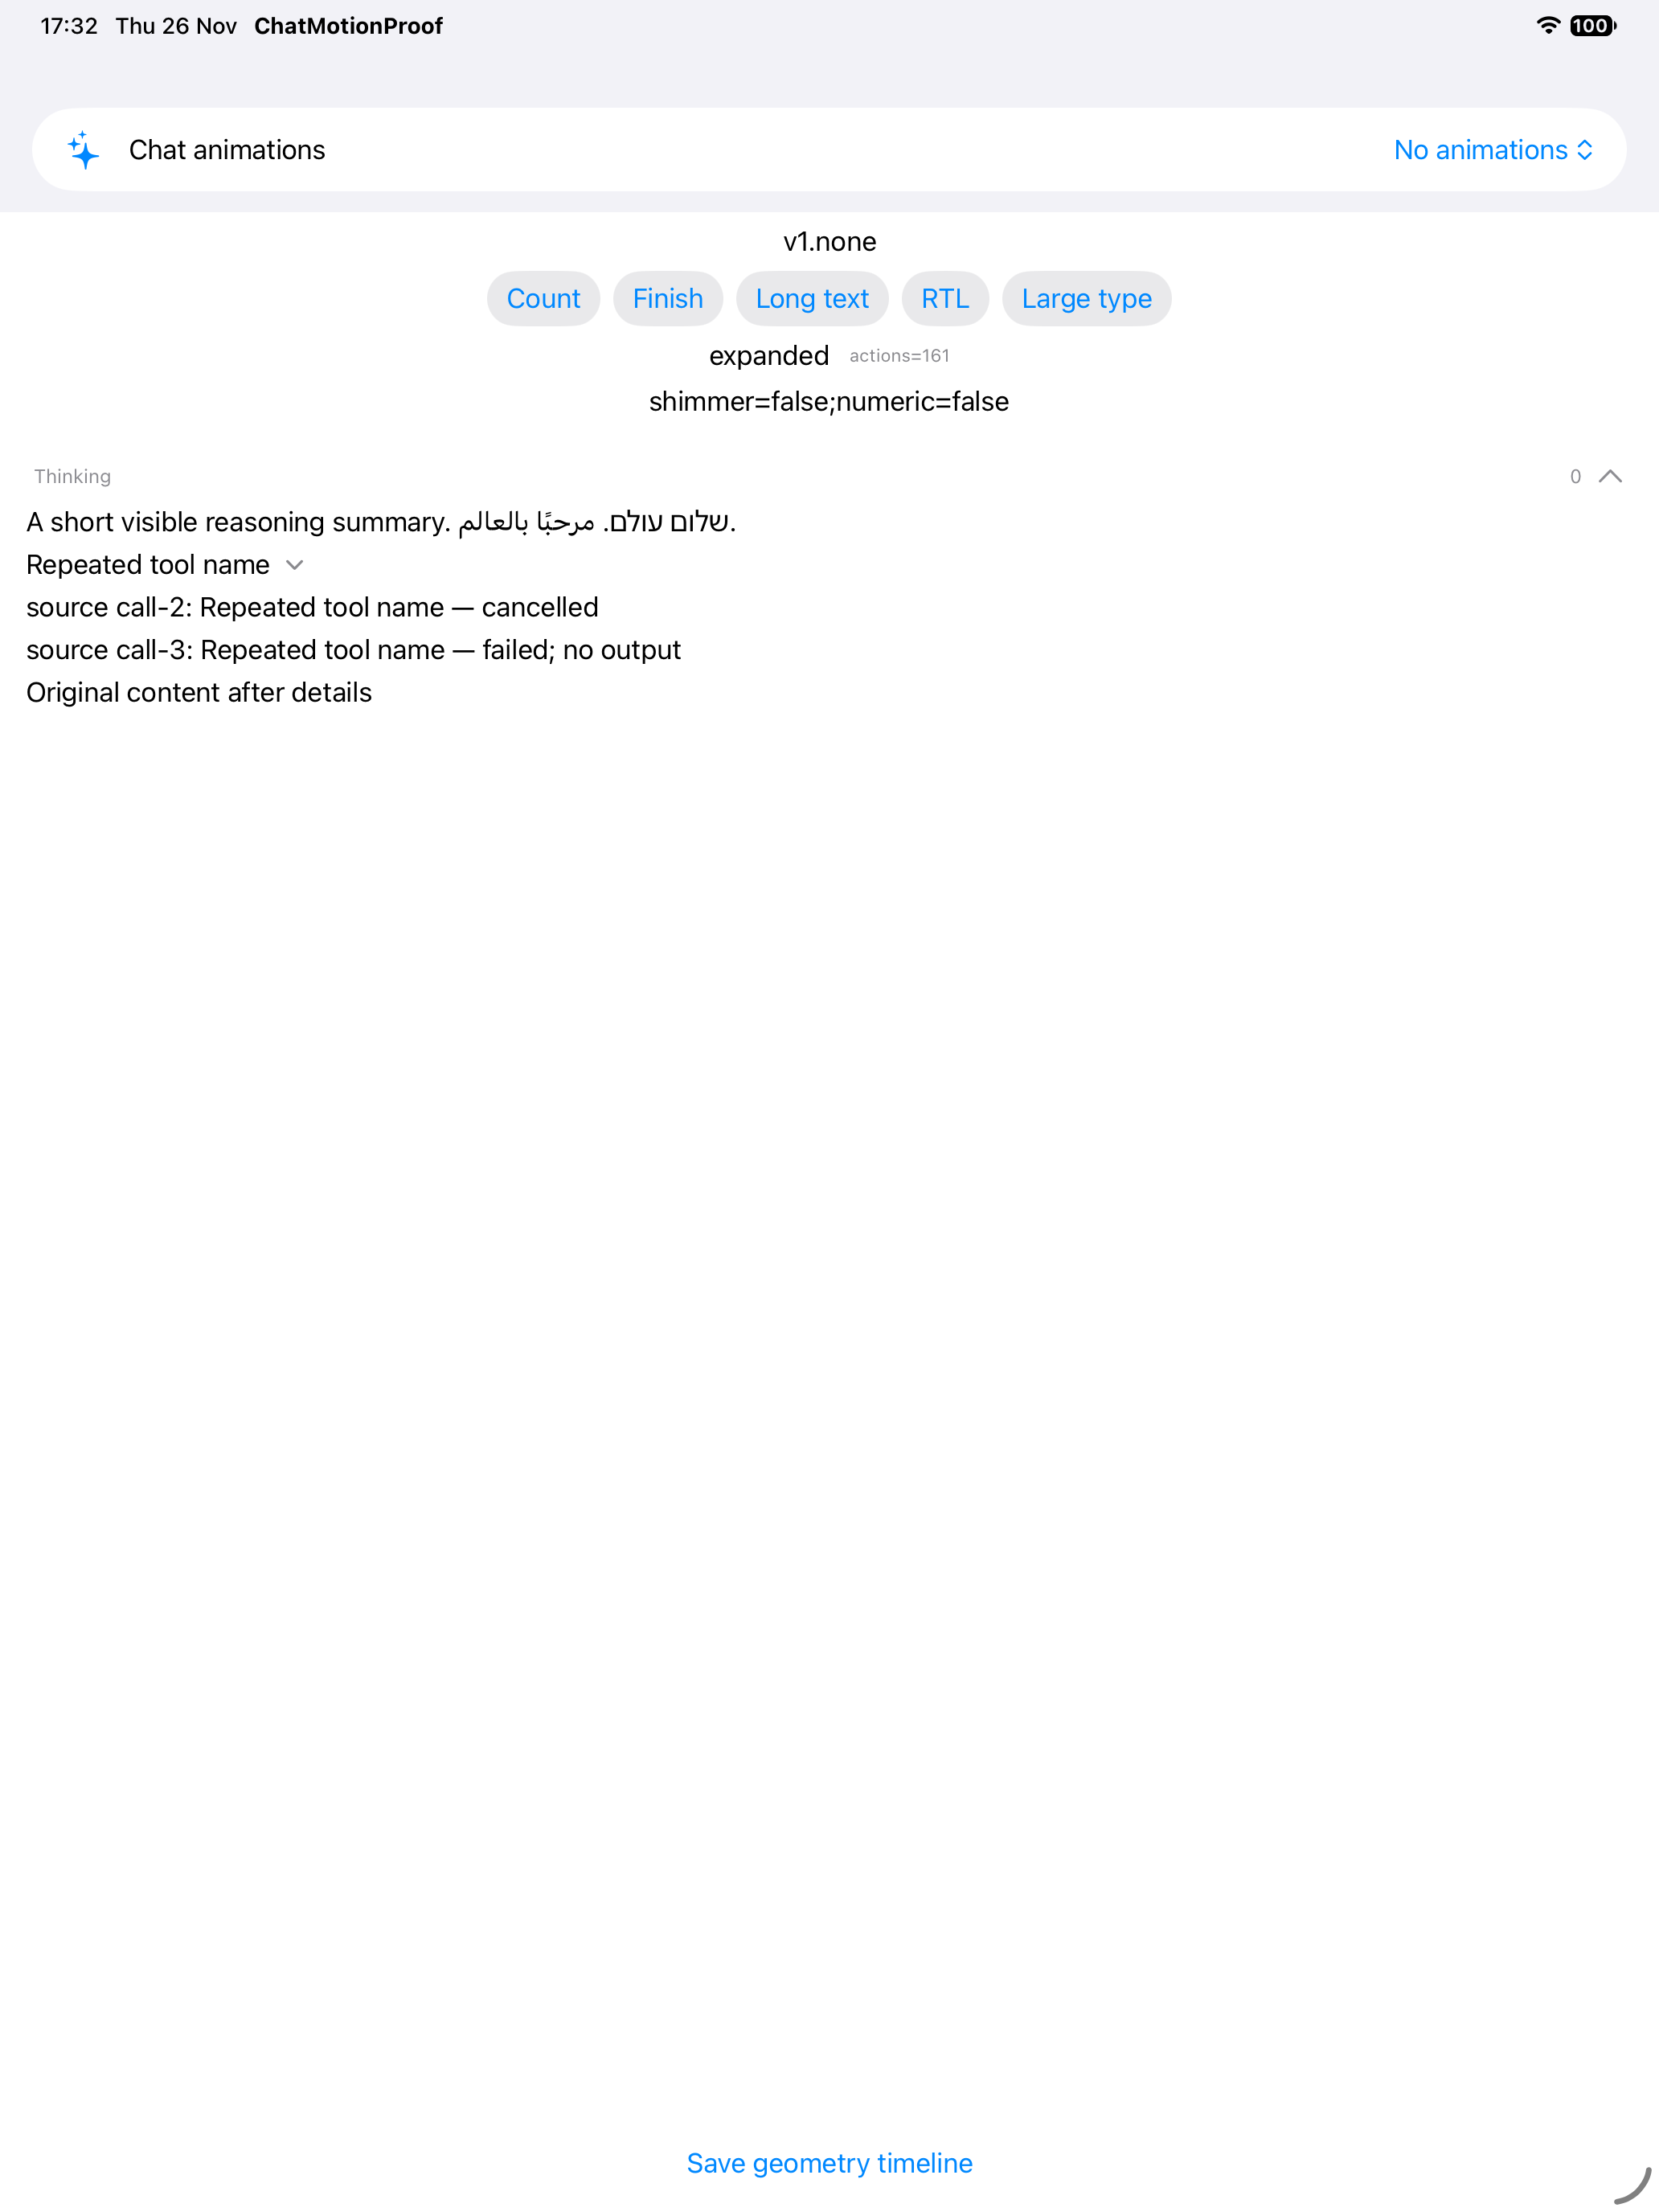 17:32 Thu 26 Nov ChatMotionProof 100
Chat animations No animations
v1.none
Count Finish Long text RTL Large type
expanded actions=161
shimmer=false;numeric=false
Thinking 0
A short visible reasoning summary. שלום עולם. مرحبًا بالعالم.
Repeated tool name
source call-2: Repeated tool name — cancelled
source call-3: Repeated tool name — failed; no output
Original content after details
Save geometry timeline